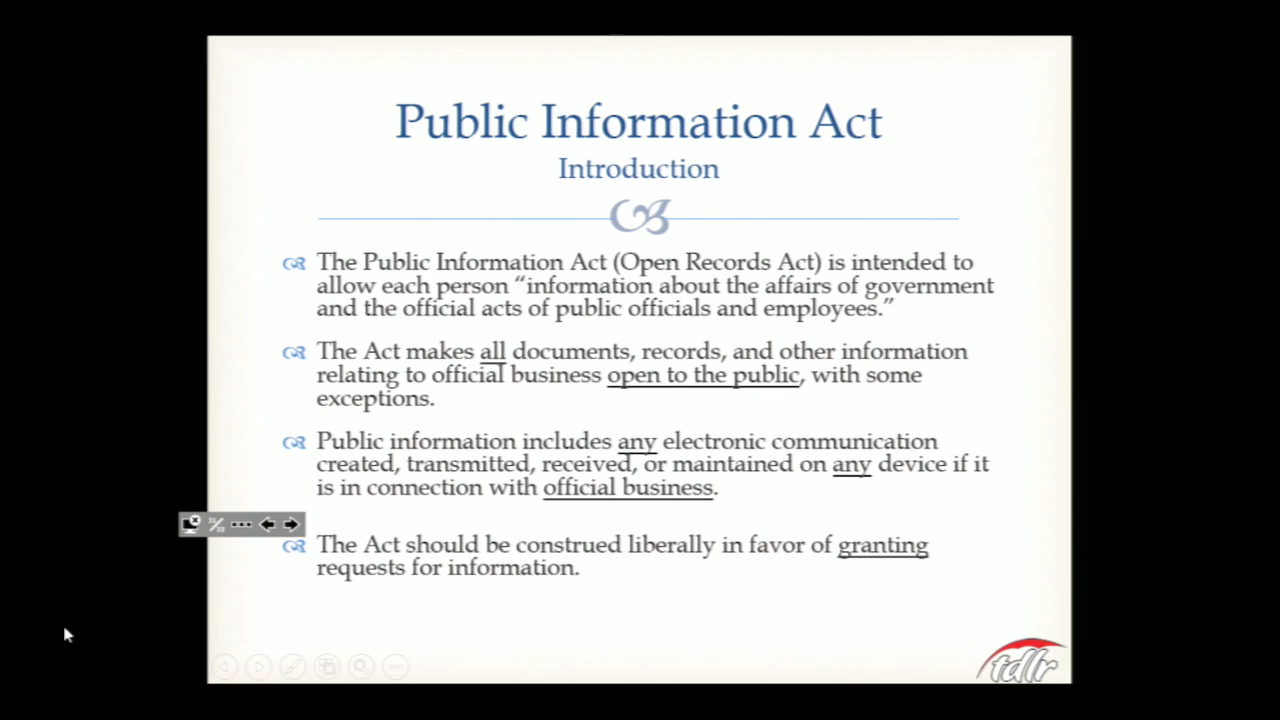 Public Information Act
Introduction
The Public Information Act (Open Records Act) is intended to
allow each person “information about the affairs of government
and the official acts of public officials and employees.”
The Act makes all documents, records, and other information
relating to official business open to the public, with some
exceptions.
Public information includes any electronic communication
created, transmitted, received, or maintained on any device if it
is in connection with official business.
The Act should be construed liberally in favor of granting
requests for information.
tdlr